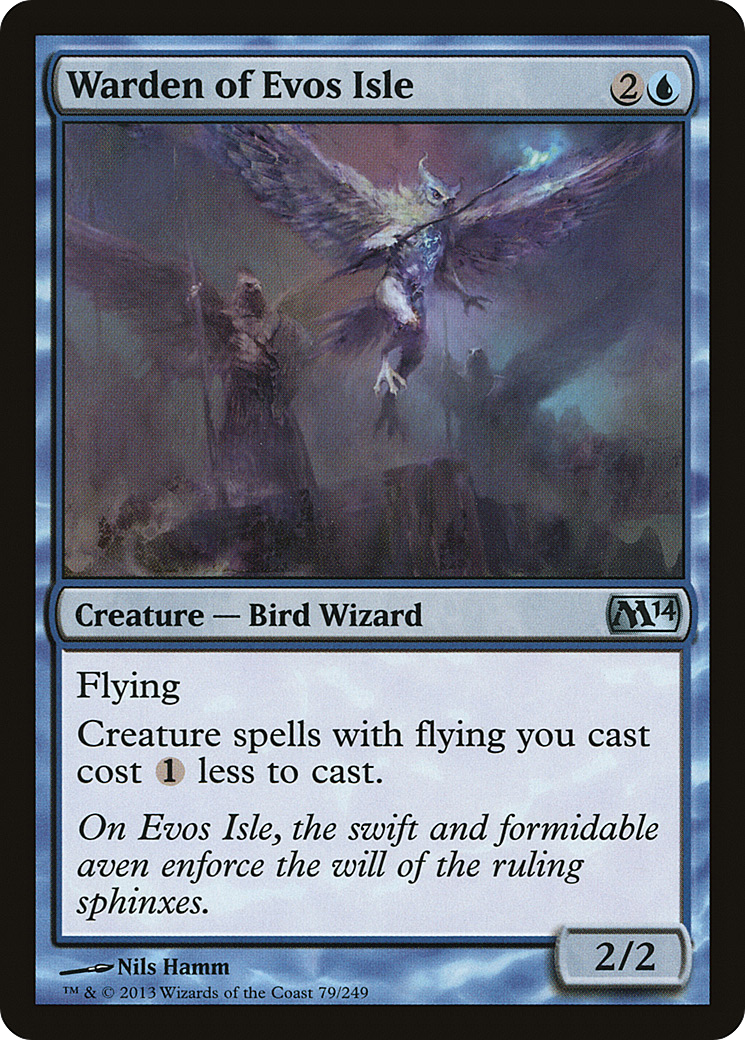 Warden of Evos Isle 2
Creature — Bird Wizard M14
Flying
Creature spells with flying you cast
cost 1 less to cast.
On Evos Isle, the swift and formidable
aven enforce the will of the ruling
sphinxes.
2/2
Nils Hamm
™ & © 2013 Wizards of the Coast 79/249